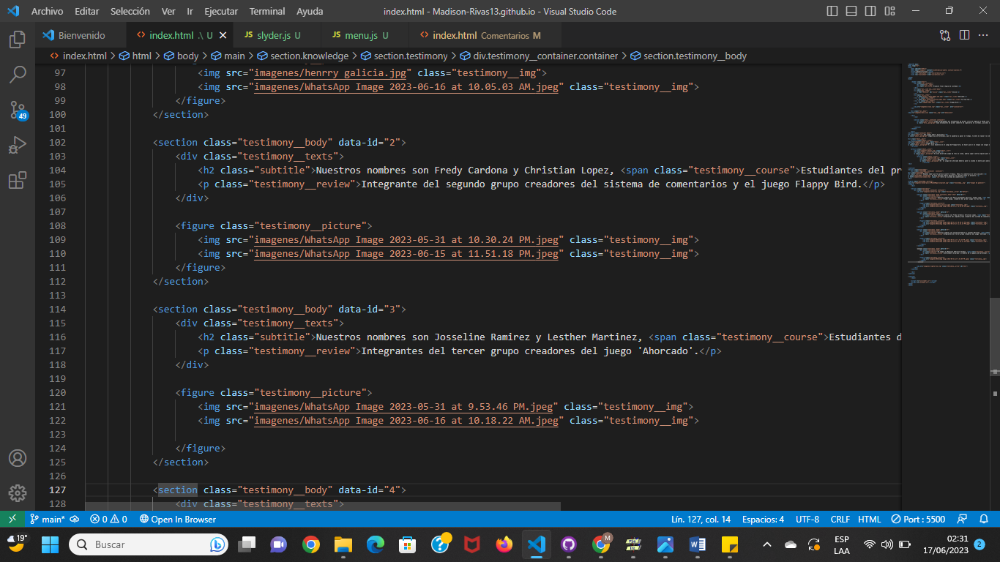 Archivo Editar Selección Ver Ir Ejecutar Terminal Ayuda index.html - Madison-Rivas13.github.io - Visual Studio Code
Bienvenido index.html .\ U slyder.js U menu.js U index.html Comentarios M
index.html > html > body > main > section.knowledge > section.testimony > div.testimony__container.container > section.testimony__body
97 <img src="imagenes/henrry galicia.jpg" class="testimony__img">
98 <img src="imagenes/WhatsApp Image 2023-06-16 at 10.05.03 AM.jpeg" class="testimony__img">
99 </figure>
100 </section>
101
102 <section class="testimony__body" data-id="2">
103 <div class="testimony__texts">
104 <h2 class="subtitle">Nuestros nombres son Fredy Cardona y Christian Lopez, <span class="testimony__course">Estudiantes del pr
105 <p class="testimony__review">Integrante del segundo grupo creadores del sistema de comentarios y el juego Flappy Bird.</p>
106 </div>
107
108 <figure class="testimony__picture">
109 <img src="imagenes/WhatsApp Image 2023-05-31 at 10.30.24 PM.jpeg" class="testimony__img">
110 <img src="imagenes/WhatsApp Image 2023-06-15 at 11.51.18 PM.jpeg" class="testimony__img">
111 </figure>
112 </section>
113
114 <section class="testimony__body" data-id="3">
115 <div class="testimony__texts">
116 <h2 class="subtitle">Nuestros nombres son Josseline Ramirez y Lesther Martinez, <span class="testimony__course">Estudiantes d
117 <p class="testimony__review">Integrantes del tercer grupo creadores del juego 'Ahorcado'.</p>
118 </div>
119
120 <figure class="testimony__picture">
121 <img src="imagenes/WhatsApp Image 2023-05-31 at 9.53.46 PM.jpeg" class="testimony__img">
122 <img src="imagenes/WhatsApp Image 2023-06-16 at 10.18.22 AM.jpeg" class="testimony__img">
123
124 </figure>
125 </section>
126
127 <section class="testimony__body" data-id="4">
128 <div class="testimony__texts">
49
main* 0 0 Open In Browser Lín. 127, col. 14 Espacios: 4 UTF-8 CRLF HTML Port : 5500
19° Buscar M ESP 02:31
LAA 17/06/2023 2